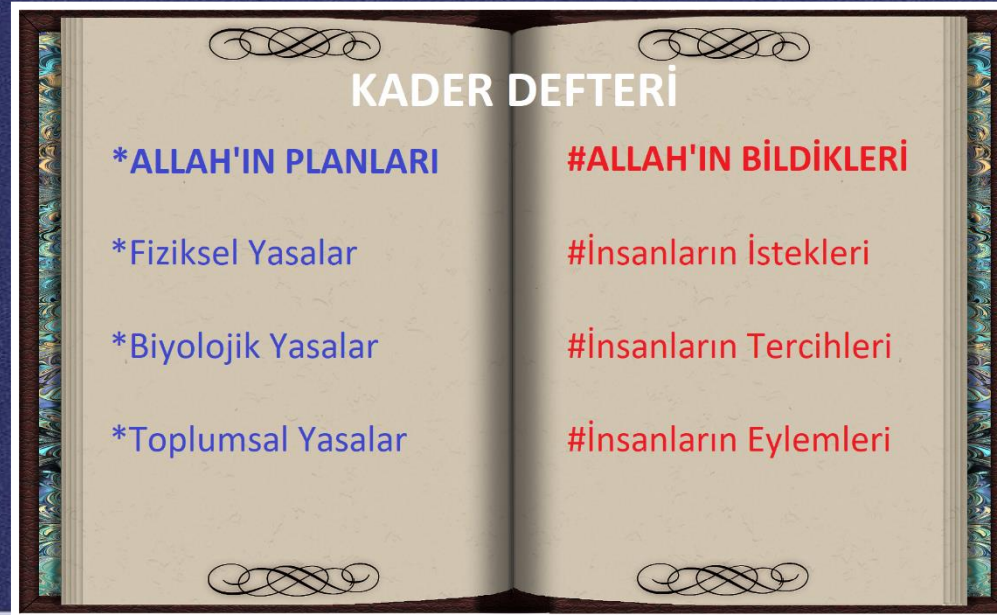 KADER DEFTERİ
*ALLAH'IN PLANLARI
*Fiziksel Yasalar
*Biyolojik Yasalar
*Toplumsal Yasalar
#ALLAH'IN BİLDİKLERİ
#İnsanların İstekleri
#İnsanların Tercihleri
#İnsanların Eylemleri